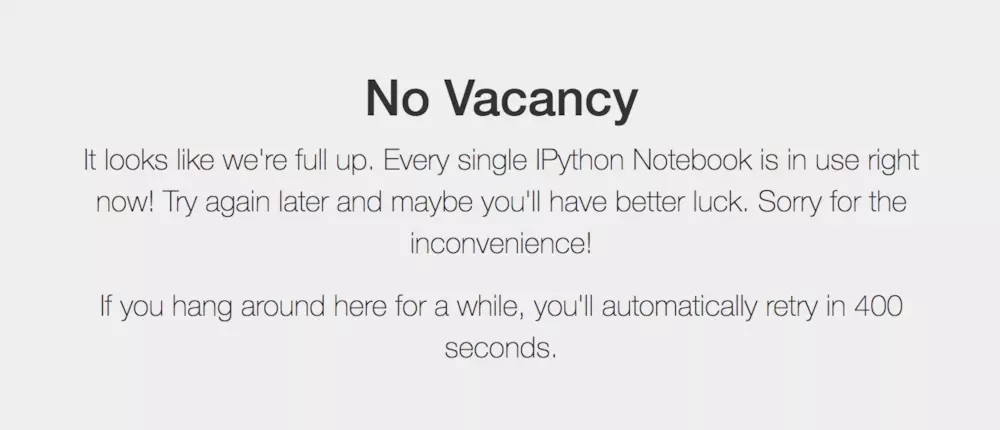 No Vacancy
It looks like we're full up. Every single IPython Notebook is in use right
now! Try again later and maybe you'll have better luck. Sorry for the
inconvenience!
If you hang around here for a while, you'll automatically retry in 400
seconds.